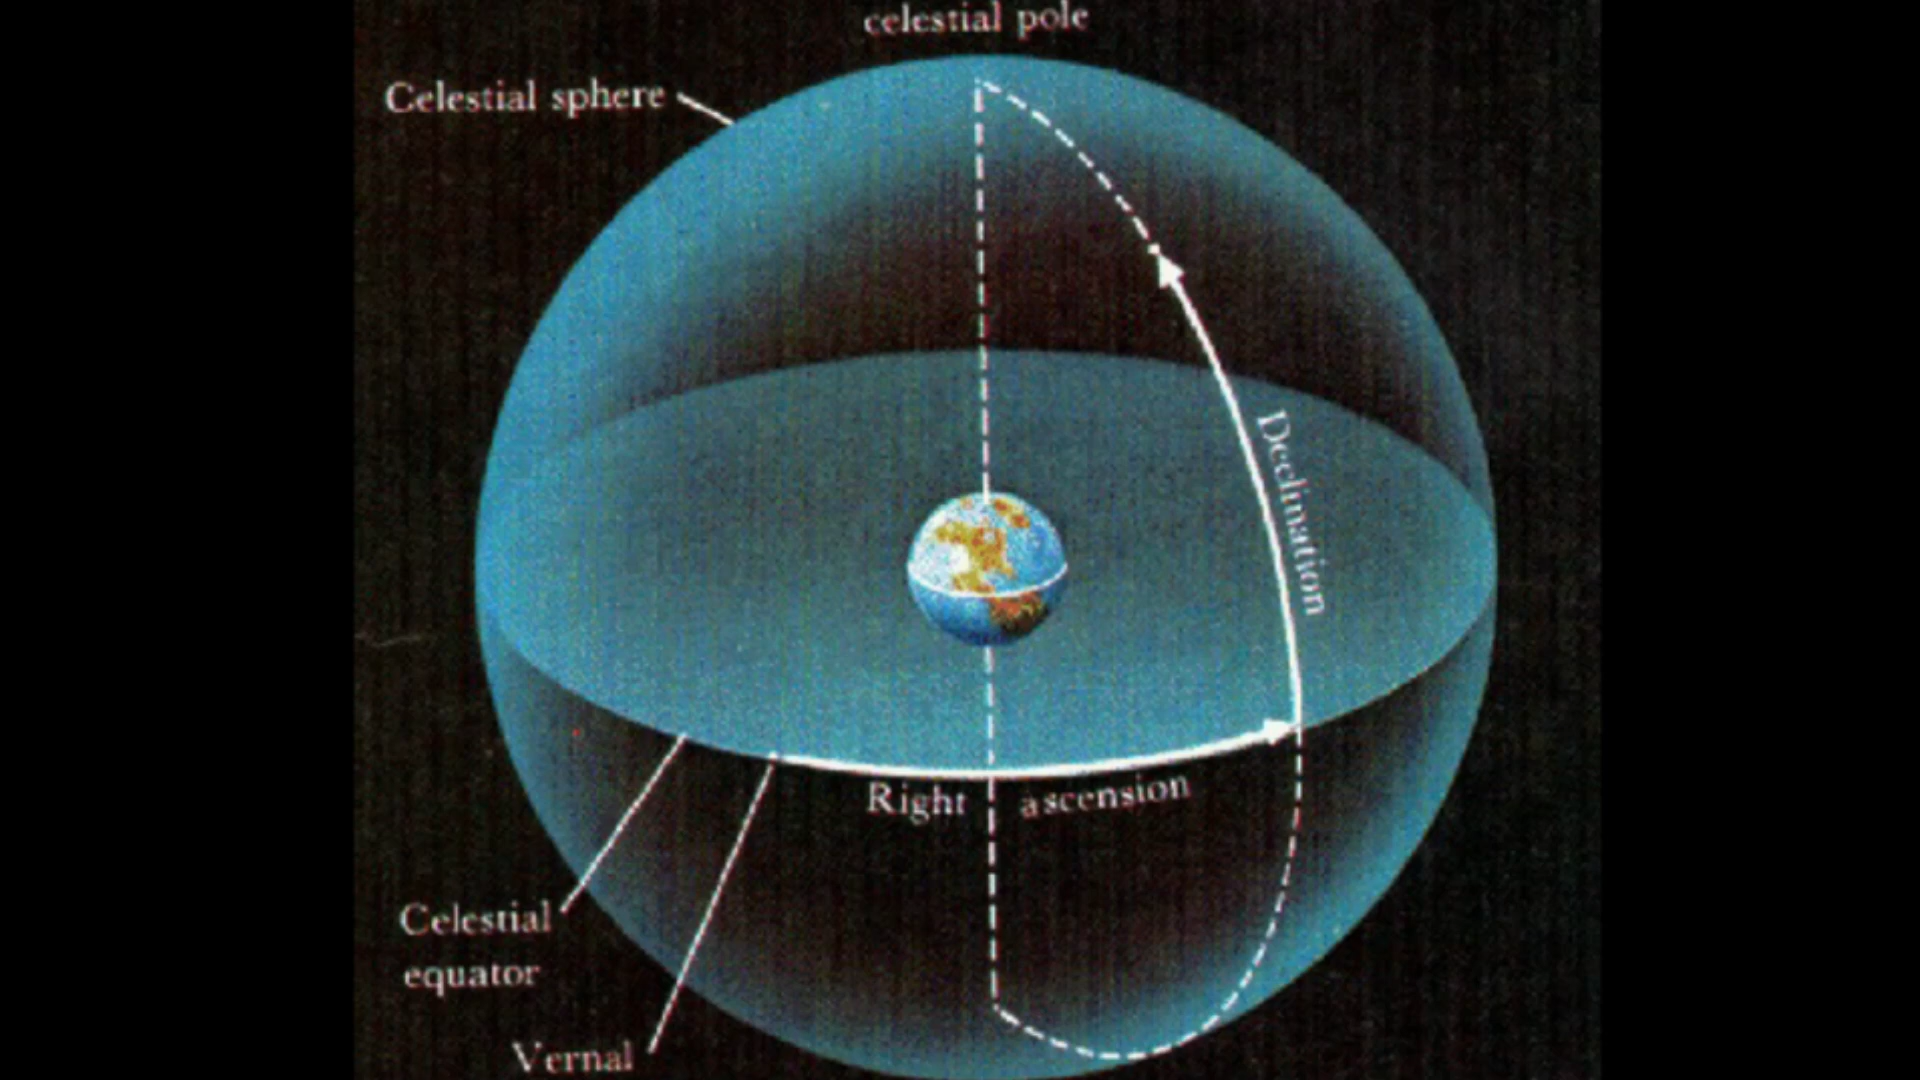 celestial pole
Celestial sphere
Declination
Right ascension
Celestial
equator
Vernal